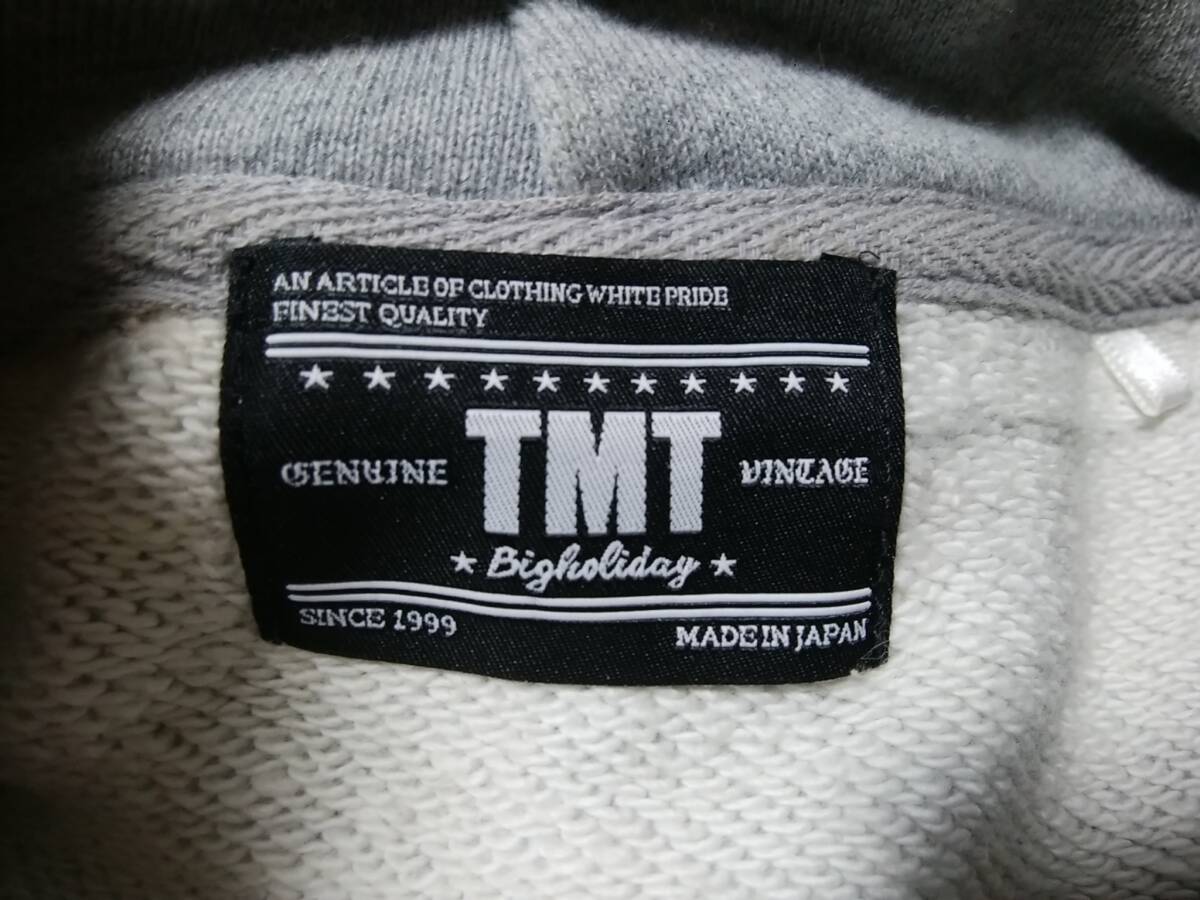 AN ARTICLE OF CLOTHING WHITE PRIDE
FINEST QUALITY
GENUINE TMT VINTAGE
Bigholiday
SINCE 1999
MADE IN JAPAN